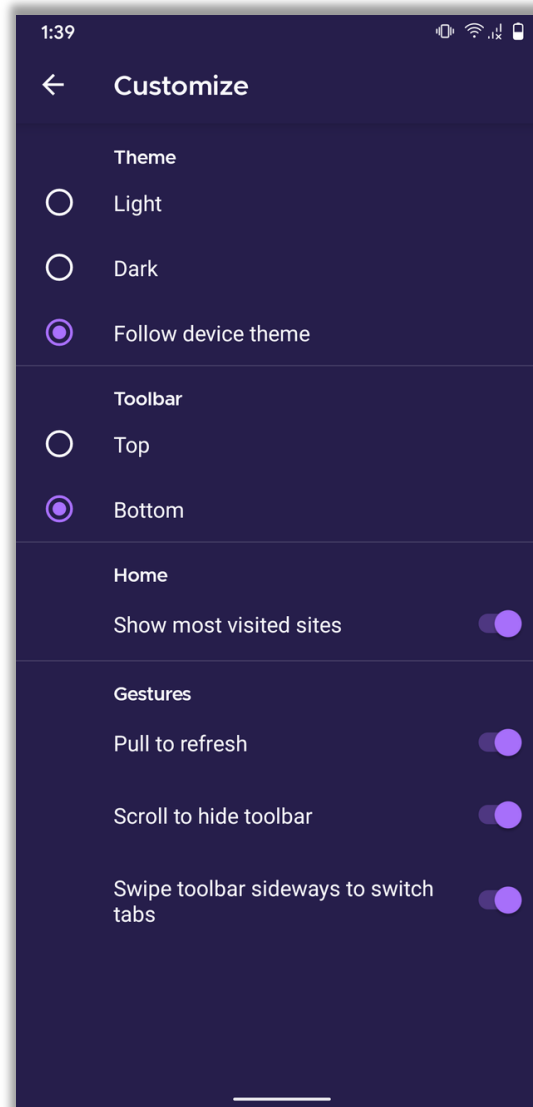 1:39
Customize
Theme
Light
Dark
Follow device theme
Toolbar
Top
Bottom
Home
Show most visited sites
Gestures
Pull to refresh
Scroll to hide toolbar
Swipe toolbar sideways to switch
tabs